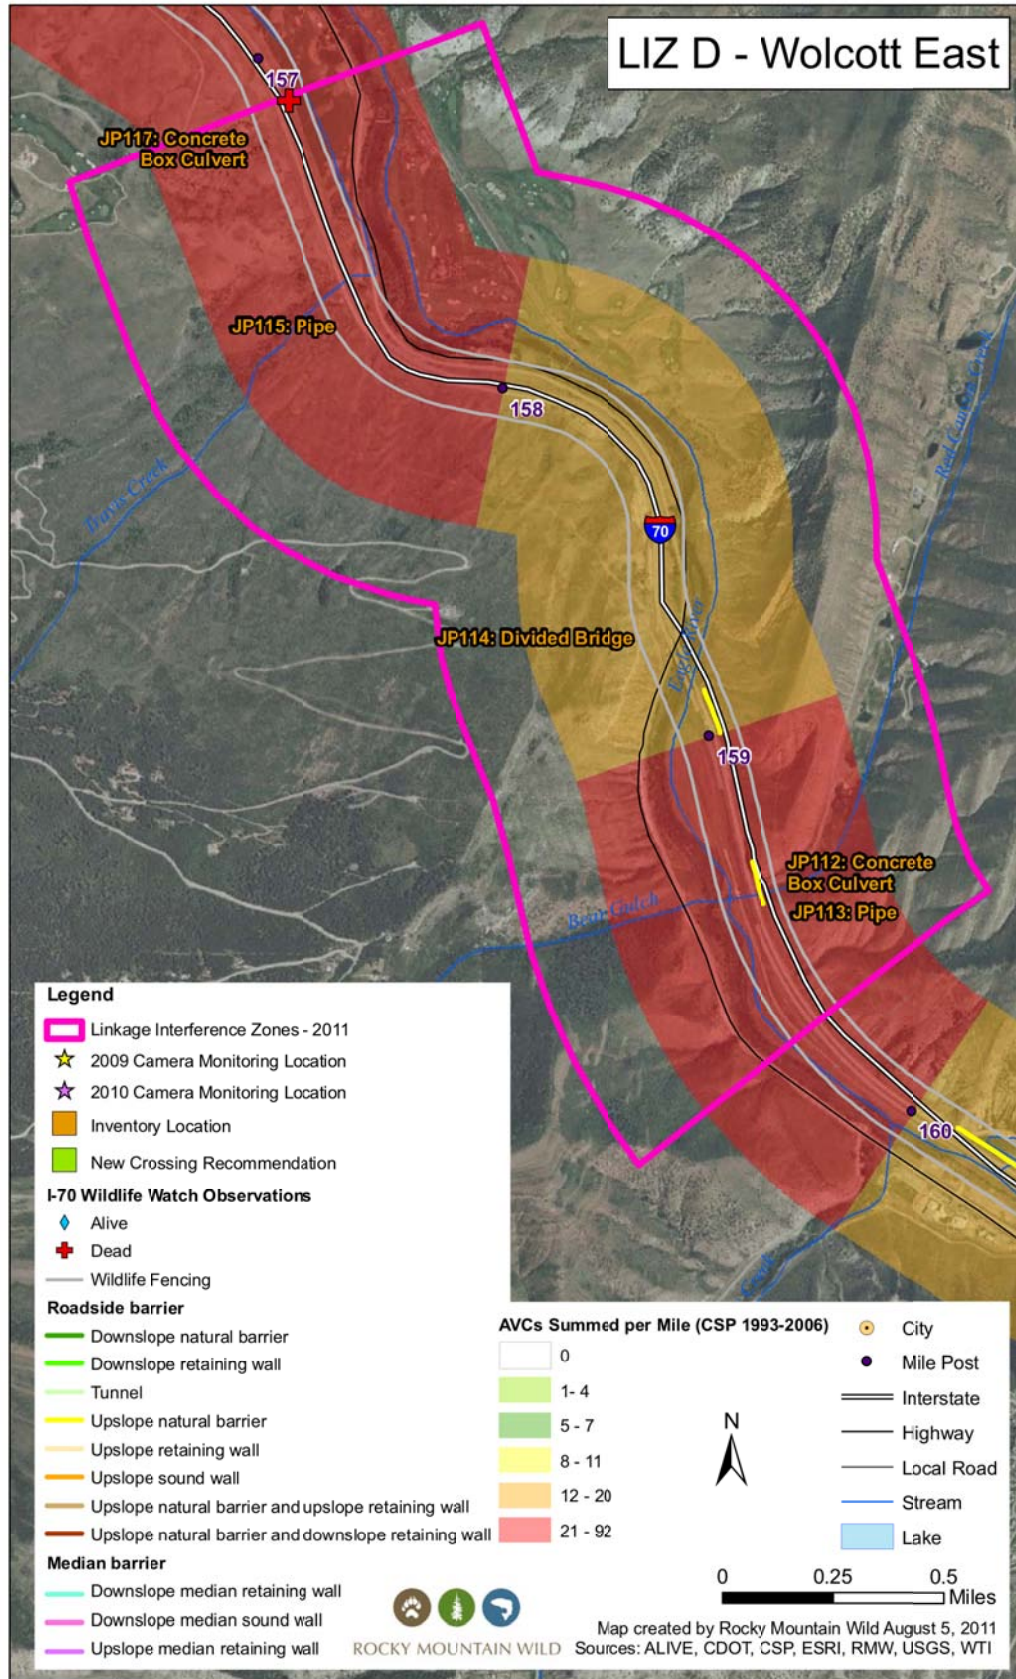 LIZ D - Wolcott East
157
JP117: Concrete
Box Culvert
JP115: Pipe
158
Travis Creek
Red Canyon Creek
70
JP114: Divided Bridge
Eagle River
159
JP112: Concrete
Box Culvert
JP113: Pipe
Bear Gulch
160
Creek
Legend
Linkage Interference Zones - 2011
2009 Camera Monitoring Location
2010 Camera Monitoring Location
Inventory Location
New Crossing Recommendation
I-70 Wildlife Watch Observations
Alive
Dead
Wildlife Fencing
Roadside barrier
Downslope natural barrier
Downslope retaining wall
Tunnel
Upslope natural barrier
Upslope retaining wall
Upslope sound wall
Upslope natural barrier and upslope retaining wall
Upslope natural barrier and downslope retaining wall
Median barrier
Downslope median retaining wall
Downslope median sound wall
Upslope median retaining wall
AVCs Summed per Mile (CSP 1993-2006)
0
1- 4
5 - 7
8 - 11
12 - 20
21 - 92
N
City
Mile Post
Interstate
Highway
Local Road
Stream
Lake
0 0.25 0.5
Miles
ROCKY MOUNTAIN WILD
Map created by Rocky Mountain Wild August 5, 2011
Sources: ALIVE, CDOT, CSP, ESRI, RMW, USGS, WTI